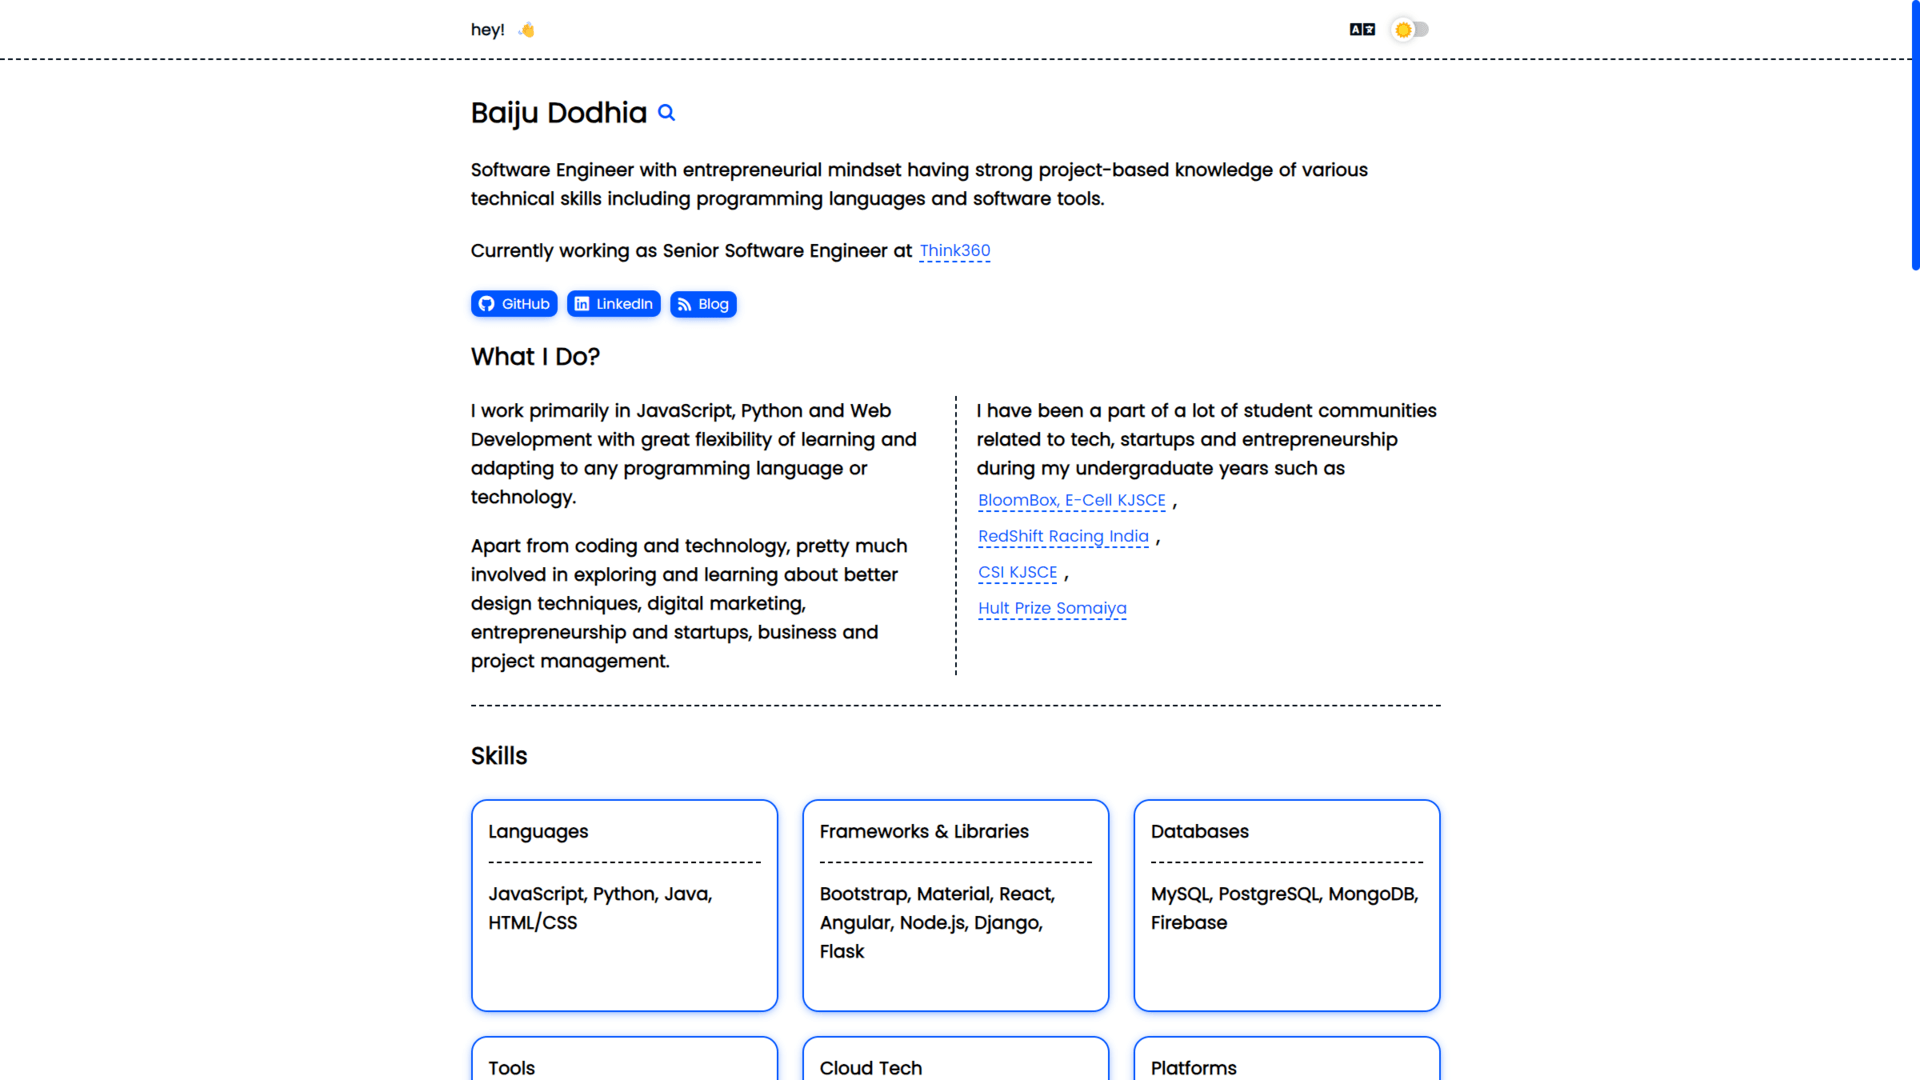 hey! 👋
Baiju Dodhia
Software Engineer with entrepreneurial mindset having strong project-based knowledge of various
technical skills including programming languages and software tools.
Currently working as Senior Software Engineer at Think360
GitHub LinkedIn Blog
What I Do?
I work primarily in JavaScript, Python and Web
Development with great flexibility of learning and
adapting to any programming language or
technology.
Apart from coding and technology, pretty much
involved in exploring and learning about better
design techniques, digital marketing,
entrepreneurship and startups, business and
project management.
I have been a part of a lot of student communities
related to tech, startups and entrepreneurship
during my undergraduate years such as
BloomBox, E-Cell KJSCE ,
RedShift Racing India ,
CSI KJSCE ,
Hult Prize Somaiya
Skills
Languages
JavaScript, Python, Java,
HTML/CSS
Frameworks & Libraries
Bootstrap, Material, React,
Angular, Node.js, Django,
Flask
Databases
MySQL, PostgreSQL, MongoDB,
Firebase
Tools
Cloud Tech
Platforms